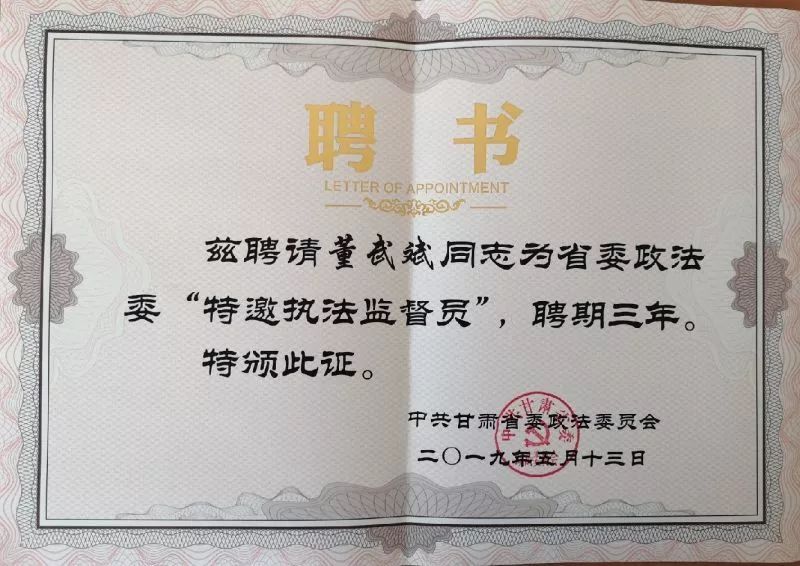 聘书
LETTER OF APPOINTMENT
兹聘请董武斌同志为省委政法
委“特邀执法监督员”，聘期三年。
特颁此证。
中共甘肃省委政法委员会
二〇一九年五月十三日